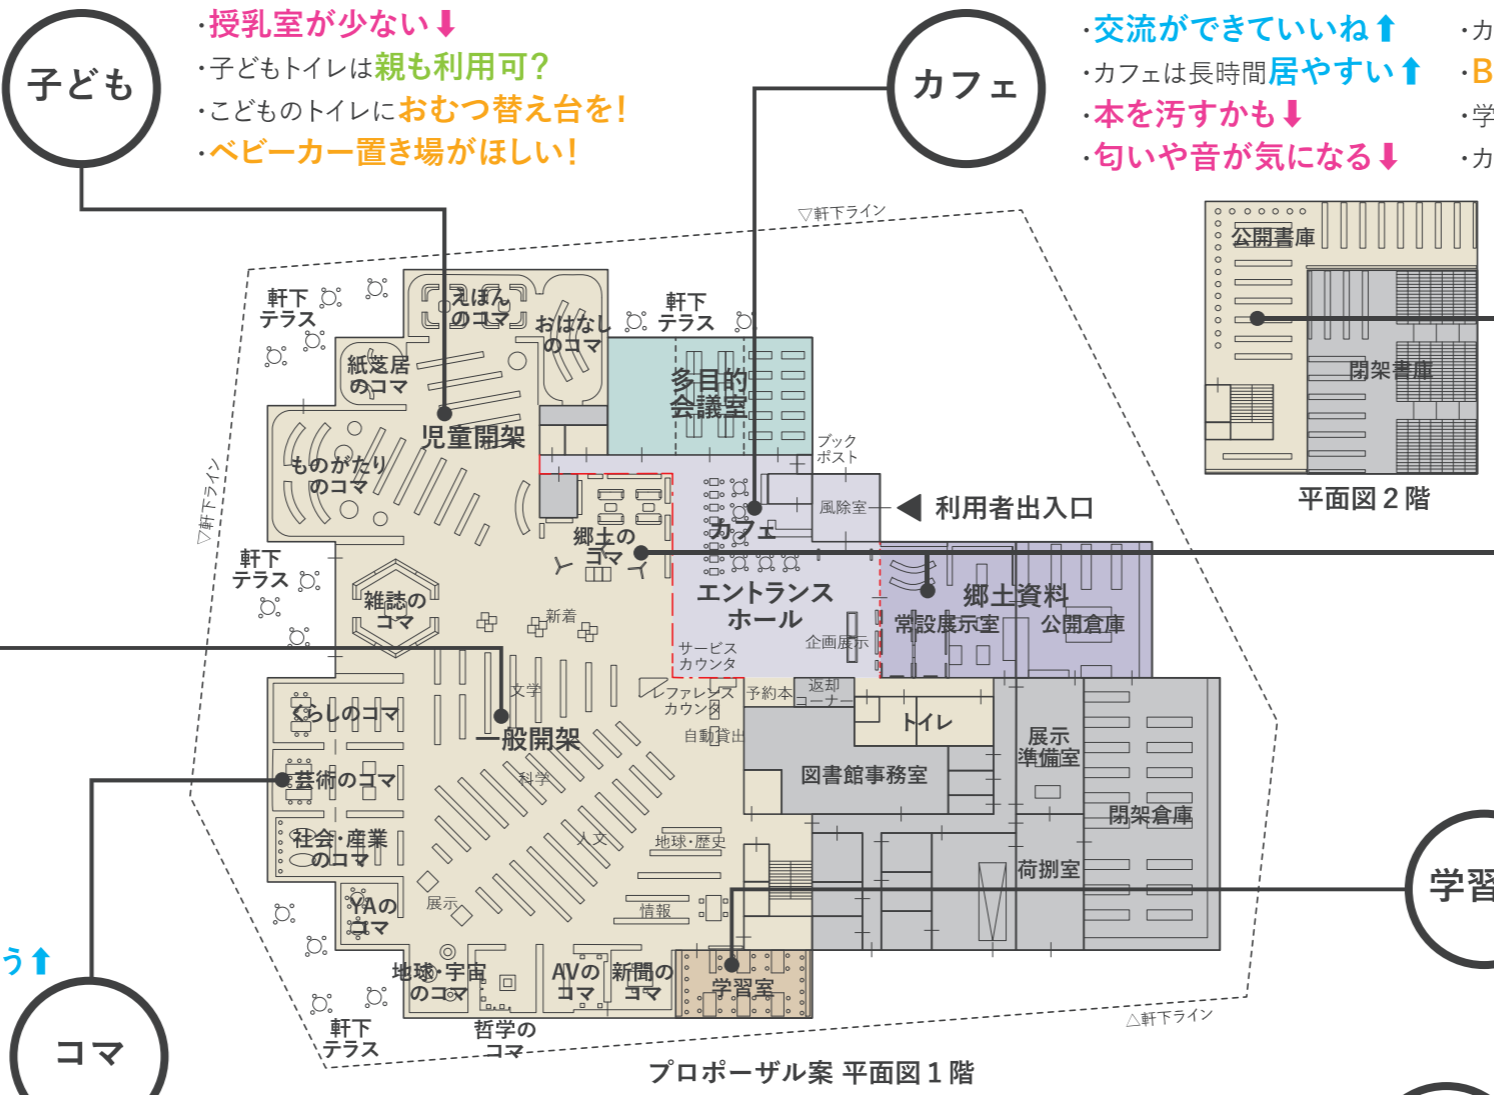 子ども
・授乳室が少ない⬇
・子どもトイレは親も利用可？
・こどものトイレにおむつ替え台を！
・ベビーカー置き場がほしい！
カフェ
・交流ができていいね⬆
・カフェは長時間居やすい⬆
・本を汚すかも⬇
・匂いや音が気になる⬇
・カ
・B
・学
・カ
▽軒下ライン
公開書庫
閉架書庫
平面図２階
軒下
テラス
えほん
のコマ
おはなし
のコマ
軒下
テラス
紙芝居
のコマ
多目的
会議室
児童開架
ブック
ポスト
ものがたり
のコマ
▽軒下ライン
風除室
◀ 利用者出入口
郷土の
コマ
カフェ
軒下
テラス
エントランス
ホール
郷土資料
常設展示室
公開倉庫
雑誌の
コマ
新着
企画展示
サービス
カウンタ
文学
レファレンス
カウンタ
予約本
返却
コーナー
くらしのコマ
一般開架
自動貸出
トイレ
展示
準備室
芸術のコマ
科学
図書館事務室
閉架倉庫
社会・産業
のコマ
人文
地球・歴史
荷捌室
学習
YAの
コマ
展示
情報
う⬆
地球・宇宙
のコマ
AVの
コマ
新聞の
コマ
学習室
軒下
テラス
哲学の
コマ
△軒下ライン
コマ
プロポーザル案 平面図１階